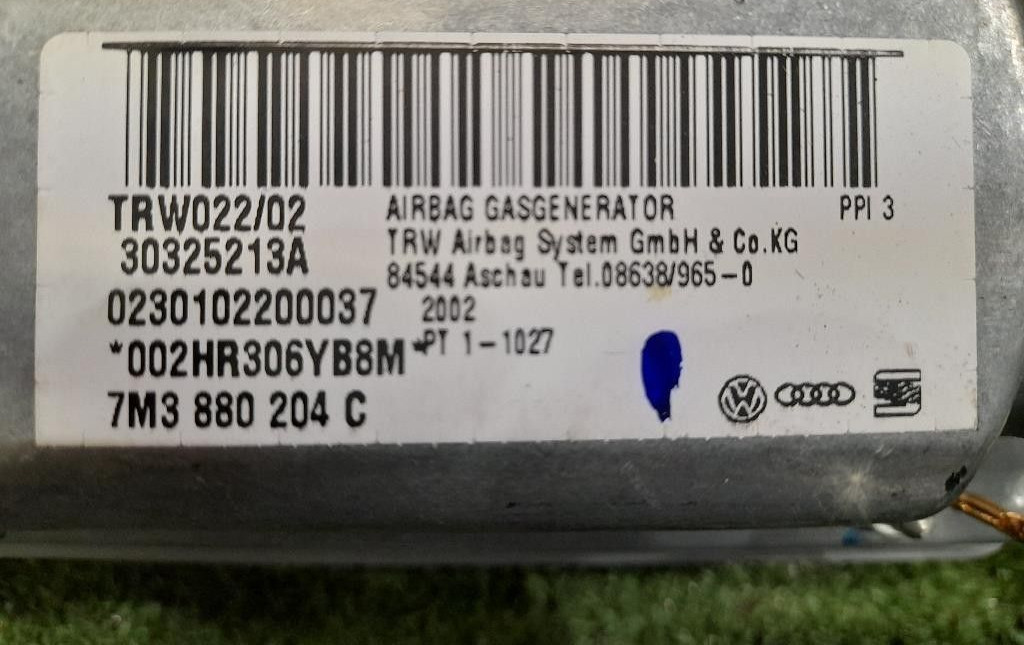 TRW022/02 AIRBAG GASGENERATOR PPI 3
30325213A TRW Airbag System GmbH & Co.KG
84544 Aschau Tel.08638/965-0
0230102200037 2002
*002HR306YB8M* PT 1-1027
7M3 880 204 C